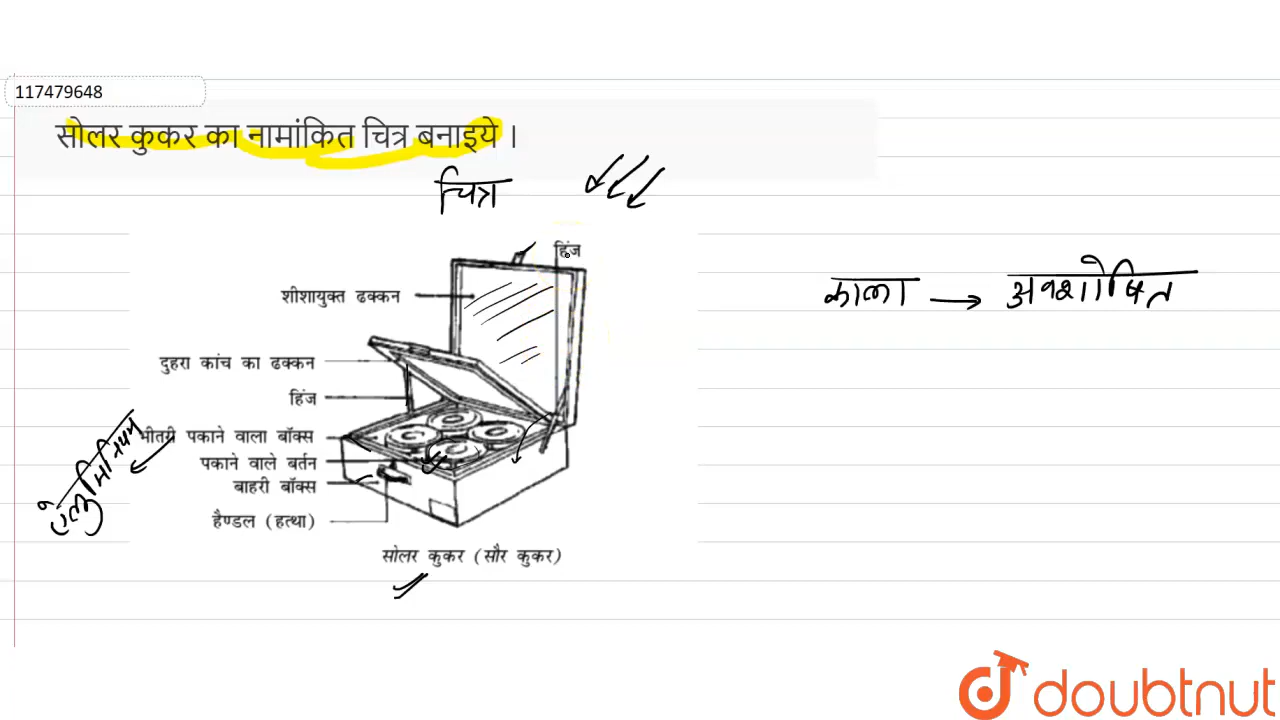 117479648
सोलर कुकर का नामांकित चित्र बनाइये ।
चित्र
हिंज
शीशायुक्त ढक्कन
काला → अवशोषित
दुहरा कांच का ढक्कन
हिंज
भीतरी पकाने वाला बॉक्स
पकाने वाले बर्तन
बाहरी बॉक्स
हैण्डल (हत्था)
सोलर कुकर (सौर कुकर)
doubtnut